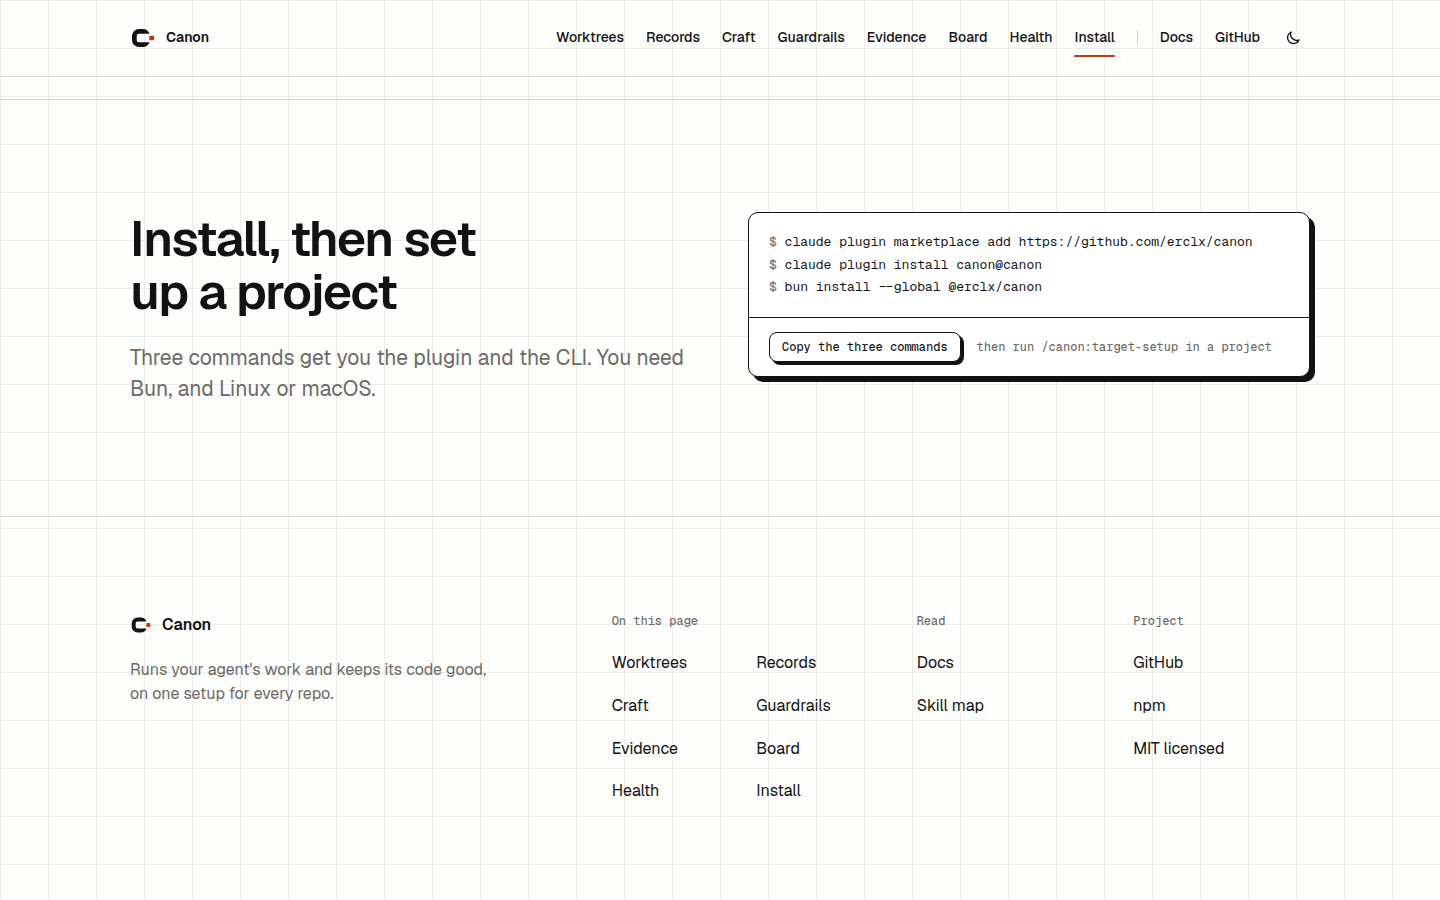 Canon
Worktrees Records Craft Guardrails Evidence Board Health Install Docs GitHub
Install, then set
up a project
Three commands get you the plugin and the CLI. You need
Bun, and Linux or macOS.
$ claude plugin marketplace add https://github.com/erclx/canon
$ claude plugin install canon@canon
$ bun install --global @erclx/canon
Copy the three commands then run /canon:target-setup in a project
Canon
Runs your agent's work and keeps its code good,
on one setup for every repo.
On this page
Worktrees Records
Craft Guardrails
Evidence Board
Health Install
Read
Docs
Skill map
Project
GitHub
npm
MIT licensed